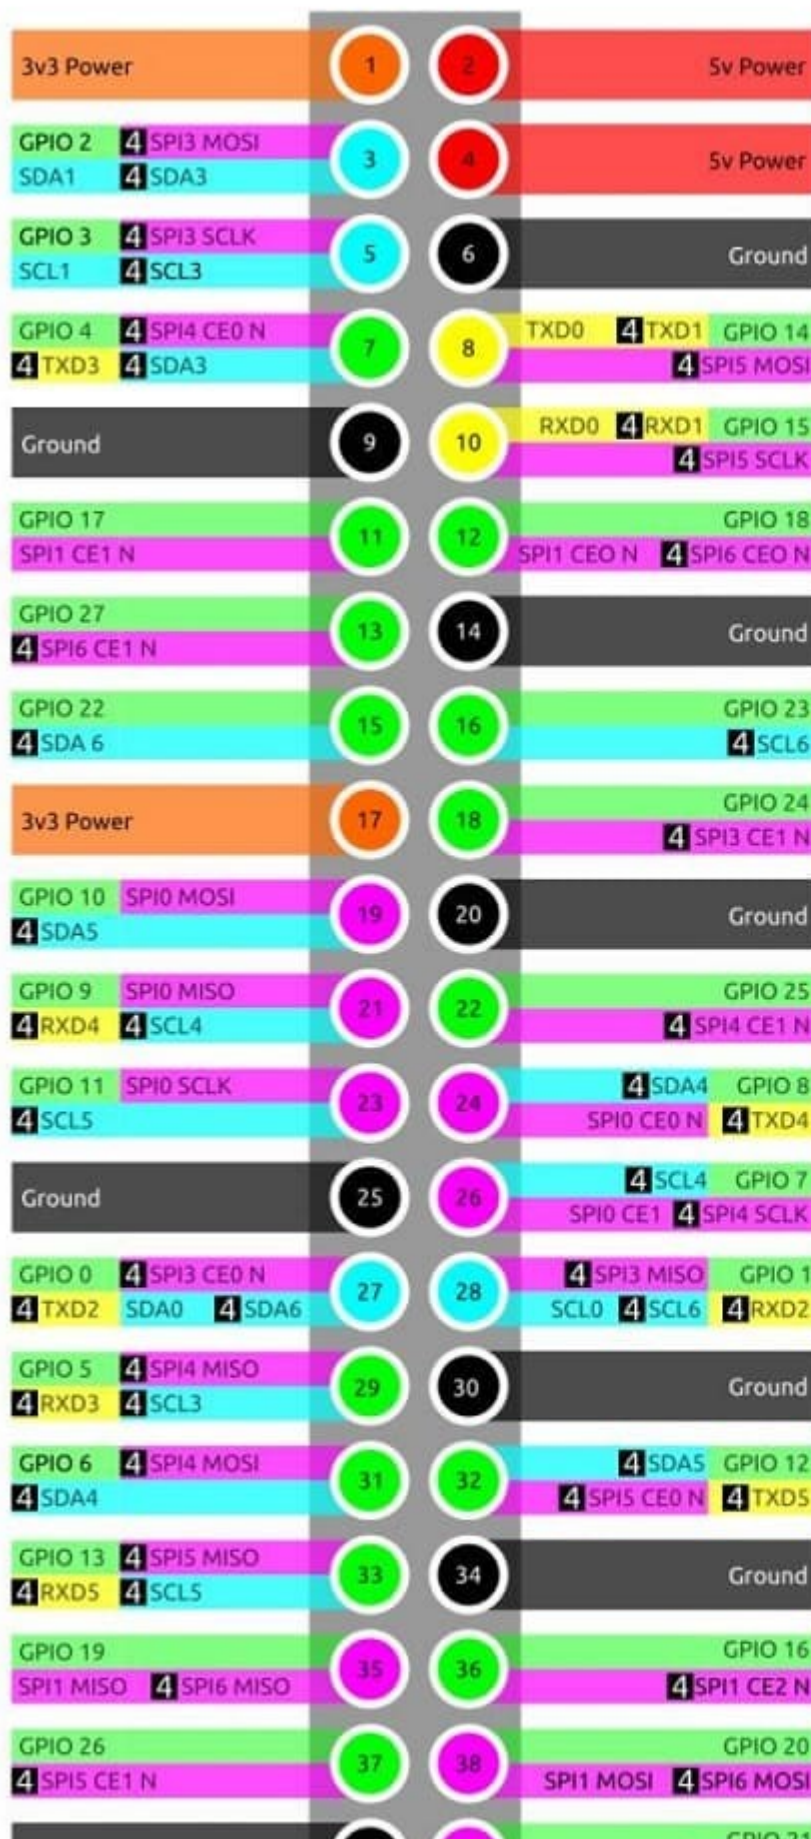 3v3 Power 1 2 5v Power
GPIO 2 4 SPI3 MOSI
SDA1 4 SDA3
3 4 5v Power
GPIO 3 4 SPI3 SCLK
SCL1 4 SCL3
5 6 Ground
GPIO 4 4 SPI4 CE0 N
4 TXD3 4 SDA3
7 8
TXD0 4 TXD1 GPIO 14
4 SPI5 MOSI
Ground 9 10
RXD0 4 RXD1 GPIO 15
4 SPI5 SCLK
GPIO 17
SPI1 CE1 N
11 12
GPIO 18
SPI1 CEO N 4 SPI6 CEO N
GPIO 27
4 SPI6 CE1 N
13 14 Ground
GPIO 22
4 SDA 6
15 16
GPIO 23
4 SCL6
3v3 Power 17 18
GPIO 24
4 SPI3 CE1 N
GPIO 10 SPI0 MOSI
4 SDA5
19 20 Ground
GPIO 9 SPI0 MISO
4 RXD4 4 SCL4
21 22
GPIO 25
4 SPI4 CE1 N
GPIO 11 SPI0 SCLK
4 SCL5
23 24
4 SDA4 GPIO 8
SPI0 CE0 N 4 TXD4
Ground 25 26
4 SCL4 GPIO 7
SPI0 CE1 4 SPI4 SCLK
GPIO 0 4 SPI3 CE0 N
4 TXD2 SDA0 4 SDA6
27 28
4 SPI3 MISO GPIO 1
SCL0 4 SCL6 4 RXD2
GPIO 5 4 SPI4 MISO
4 RXD3 4 SCL3
29 30 Ground
GPIO 6 4 SPI4 MOSI
4 SDA4
31 32
4 SDA5 GPIO 12
4 SPI5 CE0 N 4 TXD5
GPIO 13 4 SPI5 MISO
4 RXD5 4 SCL5
33 34 Ground
GPIO 19
SPI1 MISO 4 SPI6 MISO
35 36
GPIO 16
4 SPI1 CE2 N
GPIO 26
4 SPI5 CE1 N
37 38
GPIO 20
SPI1 MOSI 4 SPI6 MOSI